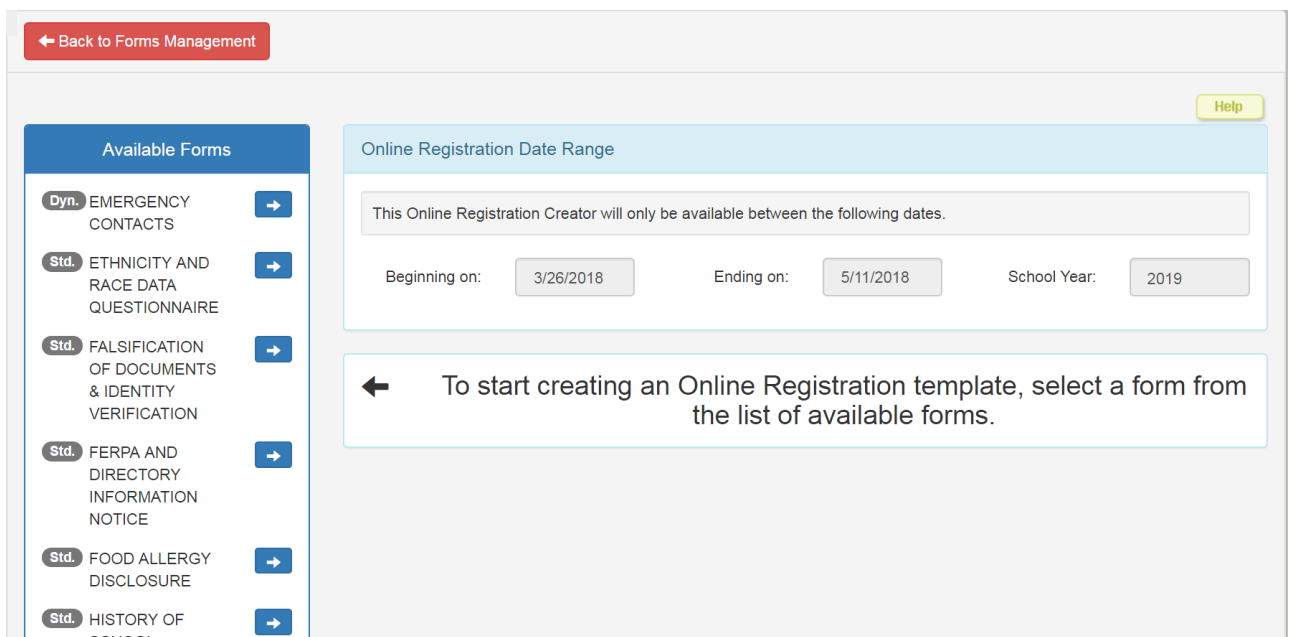 Back to Forms Management
Help
Available Forms
Dyn. EMERGENCY
CONTACTS
Std. ETHNICITY AND
RACE DATA
QUESTIONNAIRE
Std. FALSIFICATION
OF DOCUMENTS
& IDENTITY
VERIFICATION
Std. FERPA AND
DIRECTORY
INFORMATION
NOTICE
Std. FOOD ALLERGY
DISCLOSURE
Std. HISTORY OF
SCHOOL
Online Registration Date Range
This Online Registration Creator will only be available between the following dates.
Beginning on: 3/26/2018 Ending on: 5/11/2018 School Year: 2019
To start creating an Online Registration template, select a form from
the list of available forms.